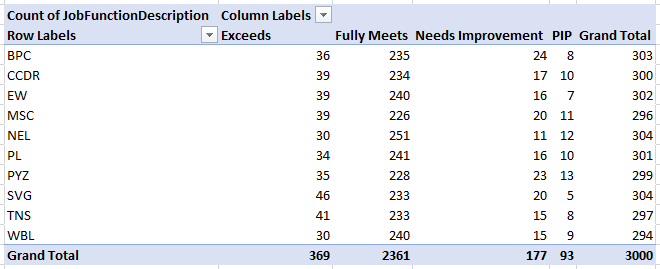 Count of JobFunctionDescription Column Labels
Row Labels Exceeds Fully Meets Needs Improvement PIP Grand Total
BPC 36 235 24 8 303
CCDR 39 234 17 10 300
EW 39 240 16 7 302
MSC 39 226 20 11 296
NEL 30 251 11 12 304
PL 34 241 16 10 301
PYZ 35 228 23 13 299
SVG 46 233 20 5 304
TNS 41 233 15 8 297
WBL 30 240 15 9 294
Grand Total 369 2361 177 93 3000